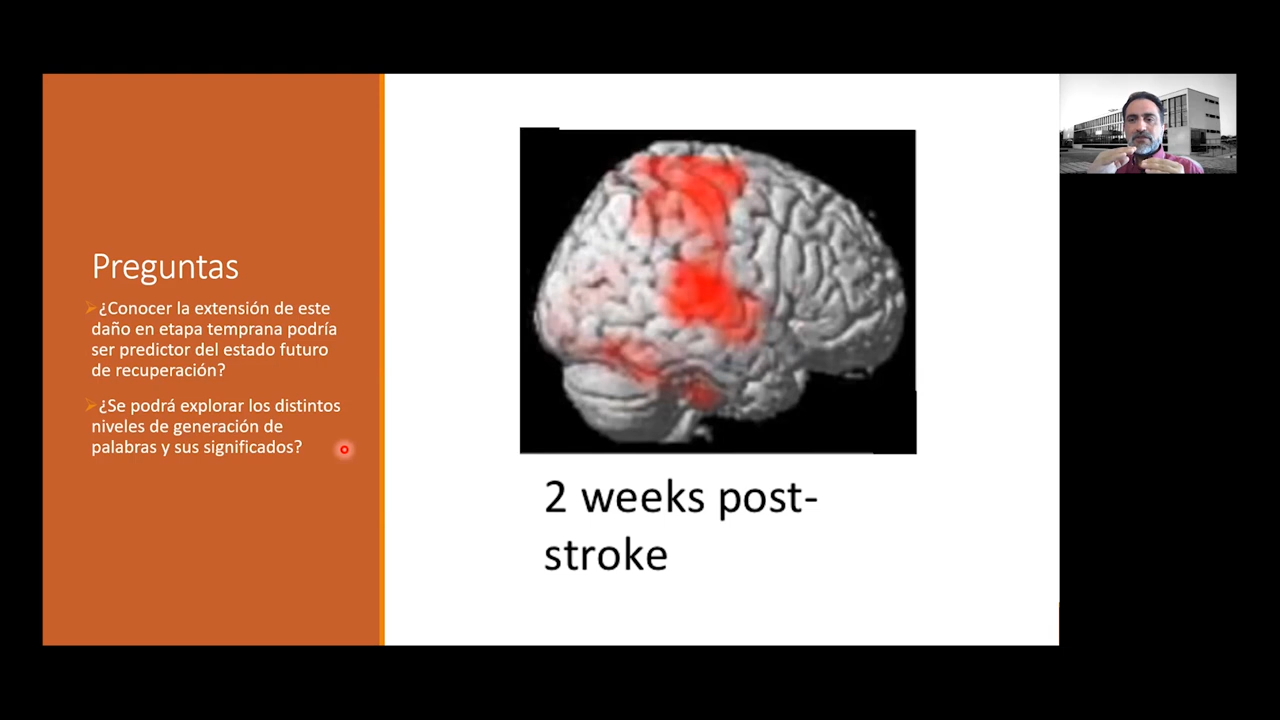 Preguntas
¿Conocer la extensión de este
daño en etapa temprana podría
ser predictor del estado futuro
de recuperación?
¿Se podrá explorar los distintos
niveles de generación de
palabras y sus significados?
2 weeks post-
stroke